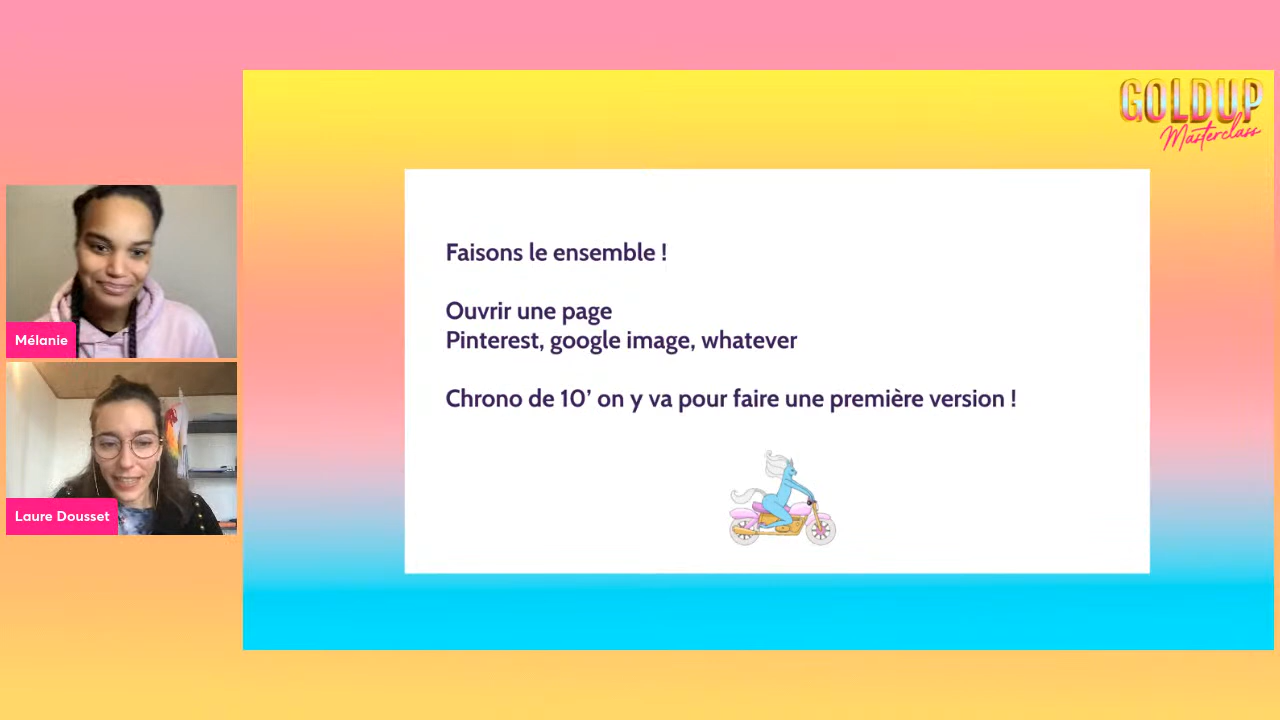 GOLDUP
Masterclass
Faisons le ensemble !
Ouvrir une page
Pinterest, google image, whatever
Chrono de 10’ on y va pour faire une première version !
Mélanie
Laure Dousset